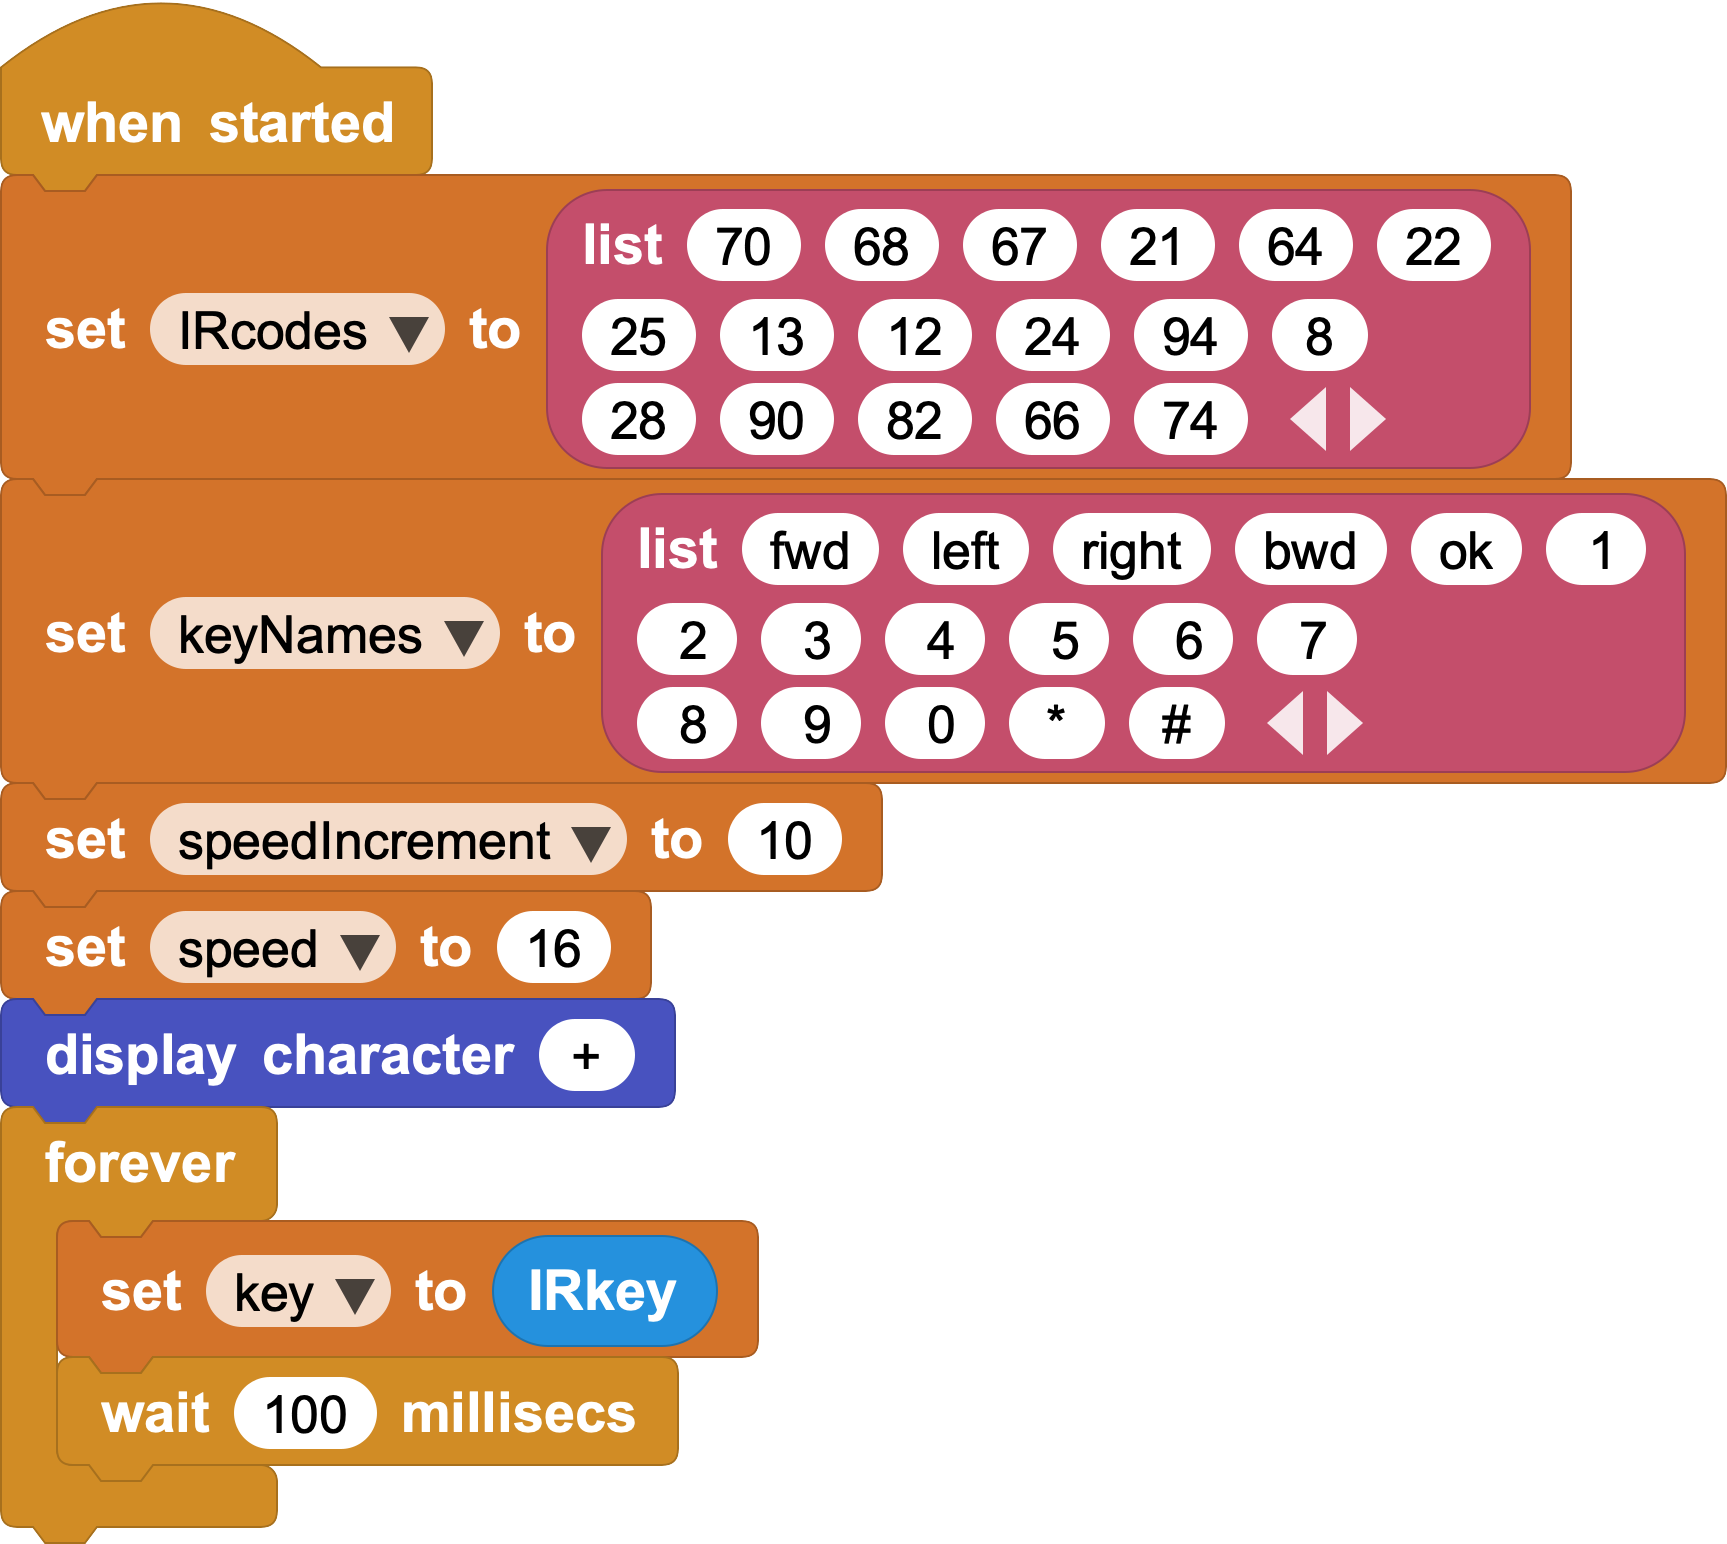 when started
set IRcodes to list 70 68 67 21 64 22
25 13 12 24 94 8
28 90 82 66 74
set keyNames to list fwd left right bwd ok 1
2 3 4 5 6 7
8 9 0 * #
set speedIncrement to 10
set speed to 16
display character +
forever
set key to IRkey
wait 100 millisecs